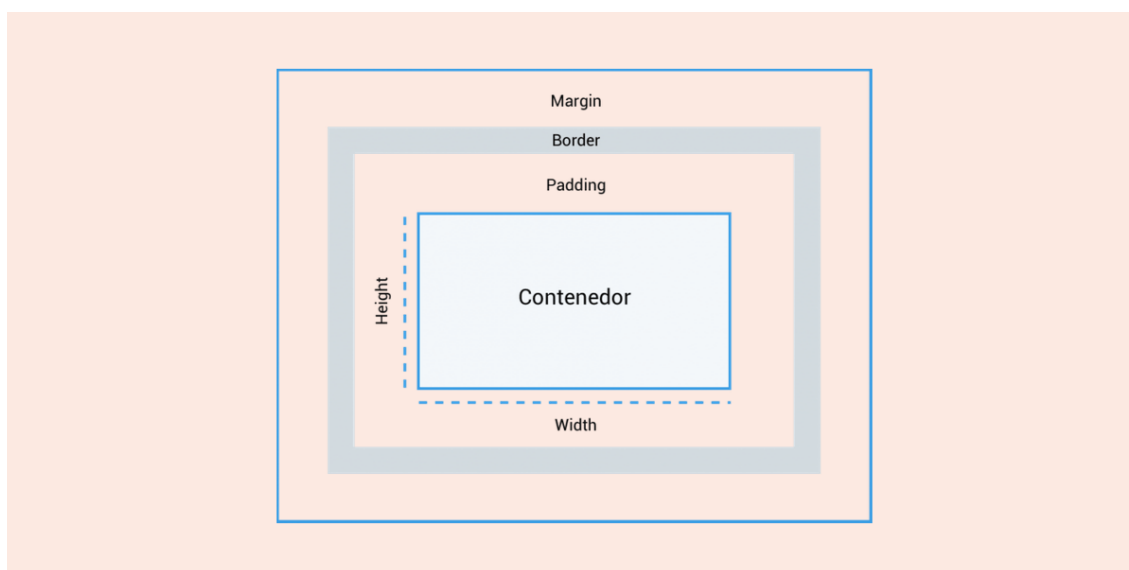 Margin
Border
Padding
Height
Contenedor
Width